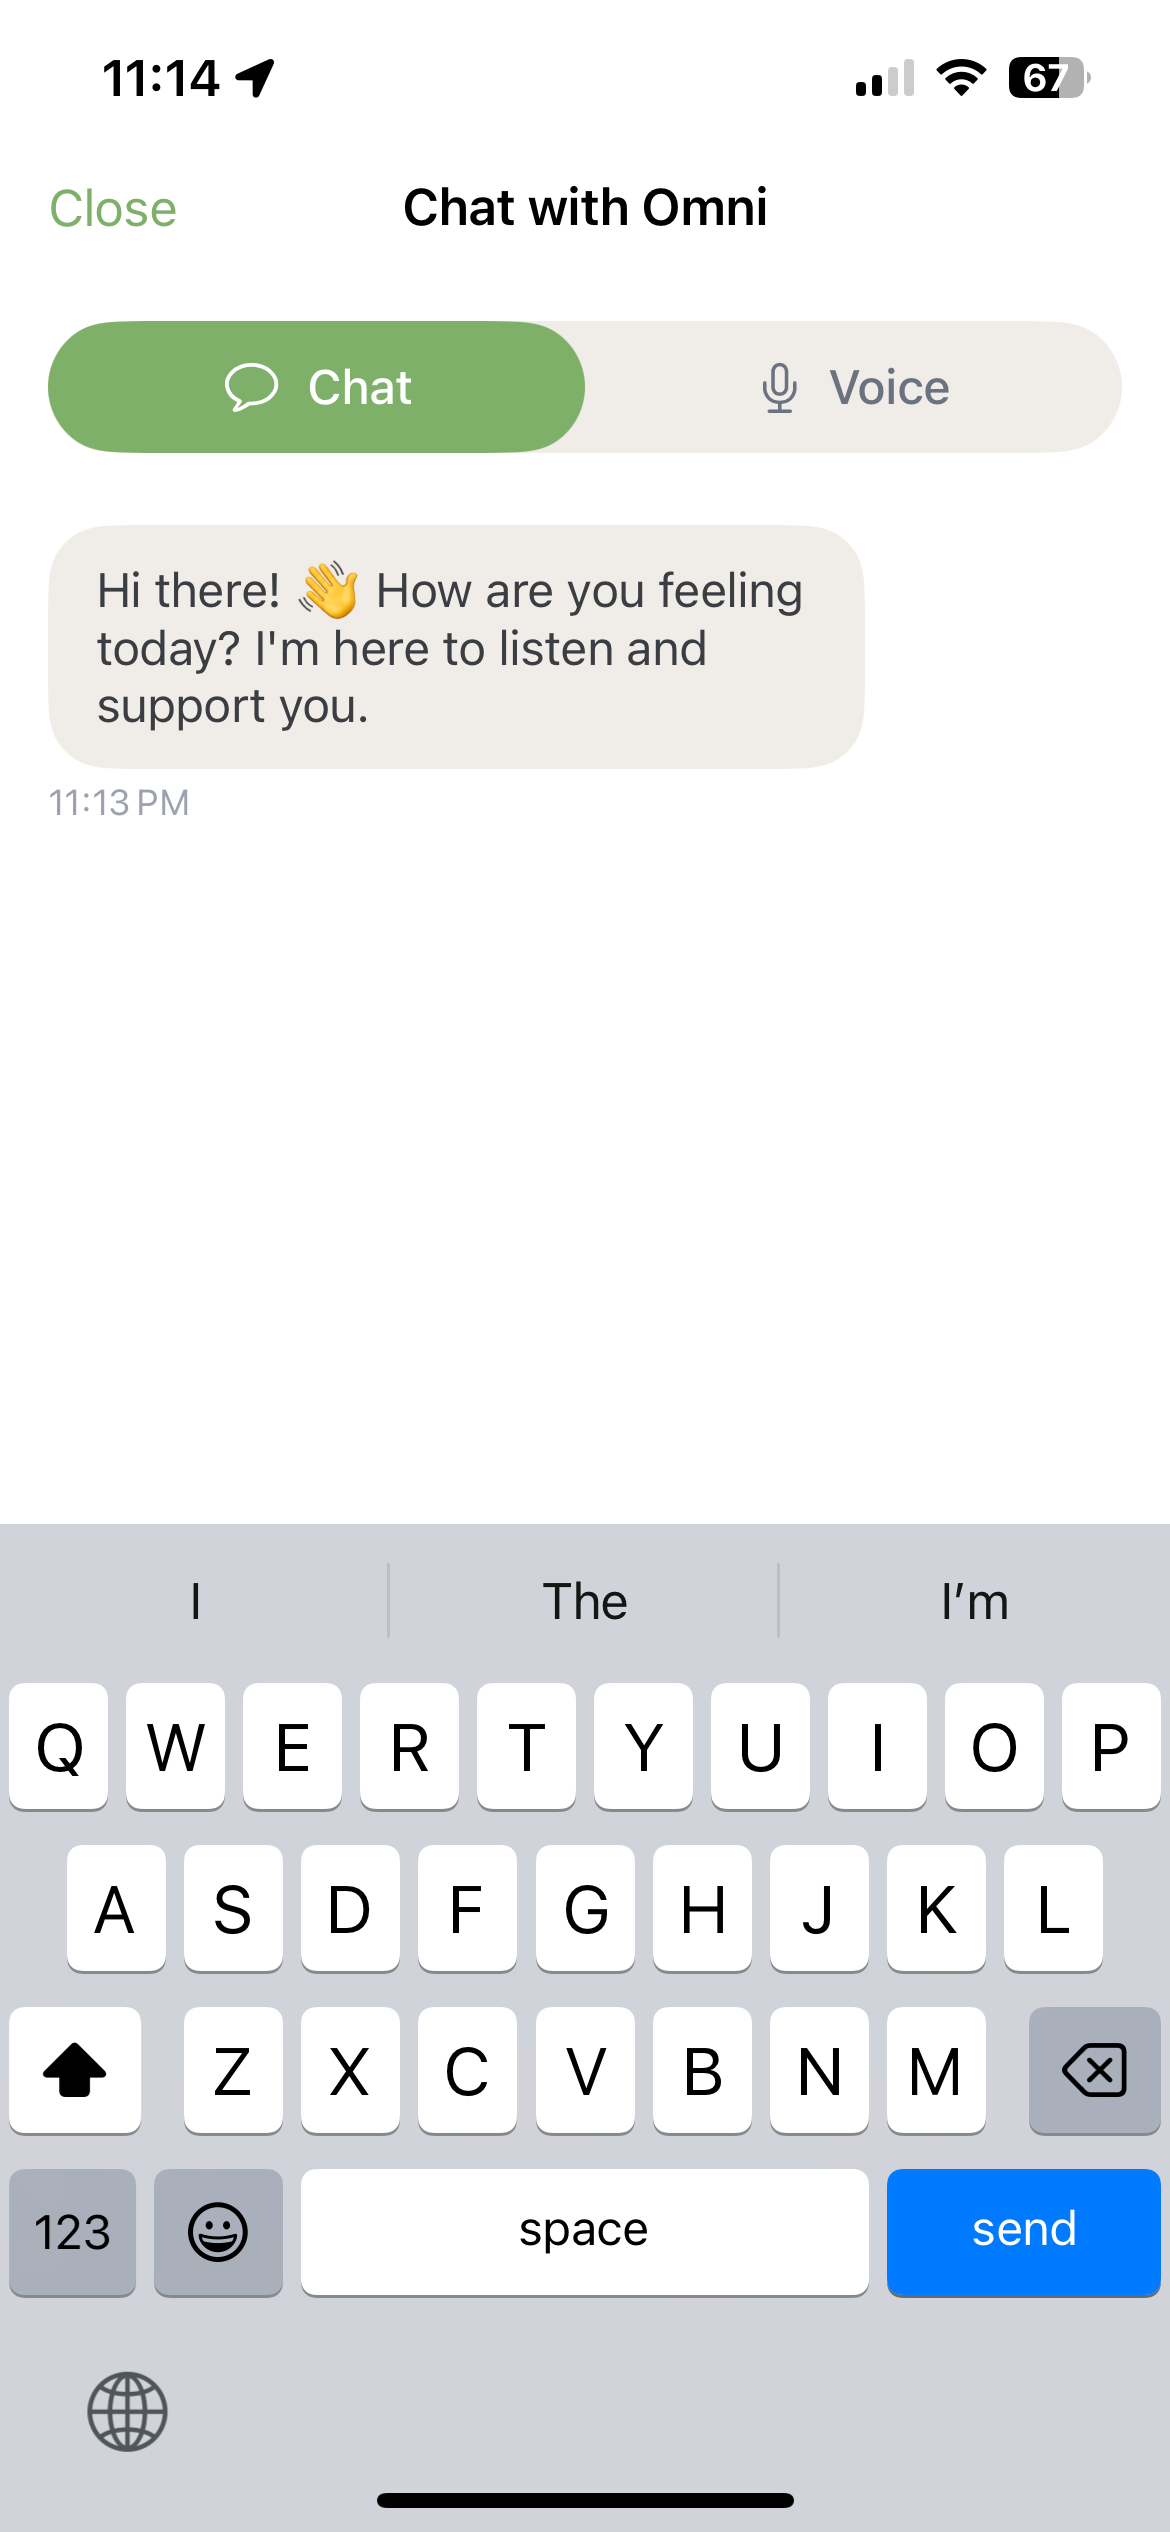 11:14
67
Close
Chat with Omni
Chat
Voice
Hi there! 👋 How are you feeling
today? I'm here to listen and
support you.
11:13 PM
I
The
I’m
Q W E R T Y U I O P
A S D F G H J K L
Z X C V B N M
123
space
send